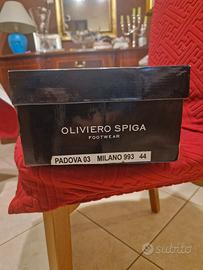 OLIVIERO SPIGA
FOOTWEAR
PADOVA 03 MILANO 993 44
subito